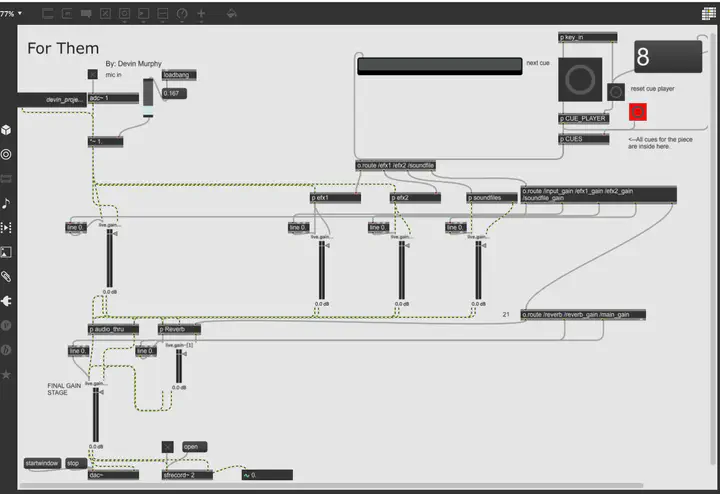 77%
For Them
By: Devin Murphy
mic in
loadbang
0.167
devin_proje...
adc~ 1
*~ 1.
next cue
p key_in
8
reset cue player
p CUE_PLAYER
p CUES
<--All cues for the piece
are inside here.
o.route /efx1 /efx2 /soundfile
p efx1
p efx2
p soundfiles
o.route /input_gain /efx1_gain /efx2_gain
/soundfile_gain
line 0.
line 0.
line 0.
line 0.
live.gain...
live.gain...
live.gain...
live.gain...
0.0 dB
0.0 dB
0.0 dB
0.0 dB
21
o.route /reverb /reverb_gain /main_gain
p audio_thru
p Reverb
line 0.
line 0.
live.gain~[1]
live.gain...
FINAL GAIN
STAGE
0.0 dB
0.0 dB
open
startwindow
stop
dac~
sfrecord~ 2
0.